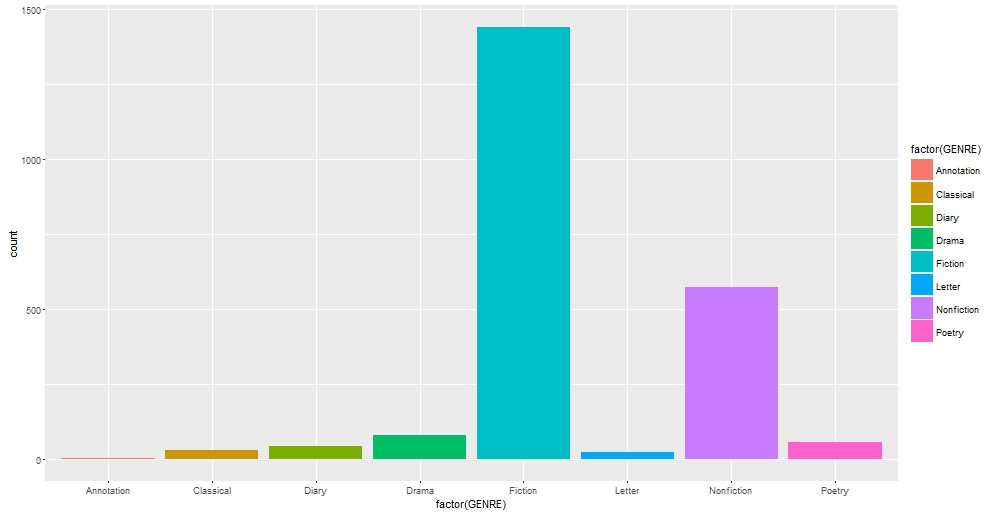 1500
1000
500
0
count
Annotation
Classical
Diary
Drama
Fiction
Letter
Nonfiction
Poetry
factor(GENRE)
factor(GENRE)
Annotation
Classical
Diary
Drama
Fiction
Letter
Nonfiction
Poetry